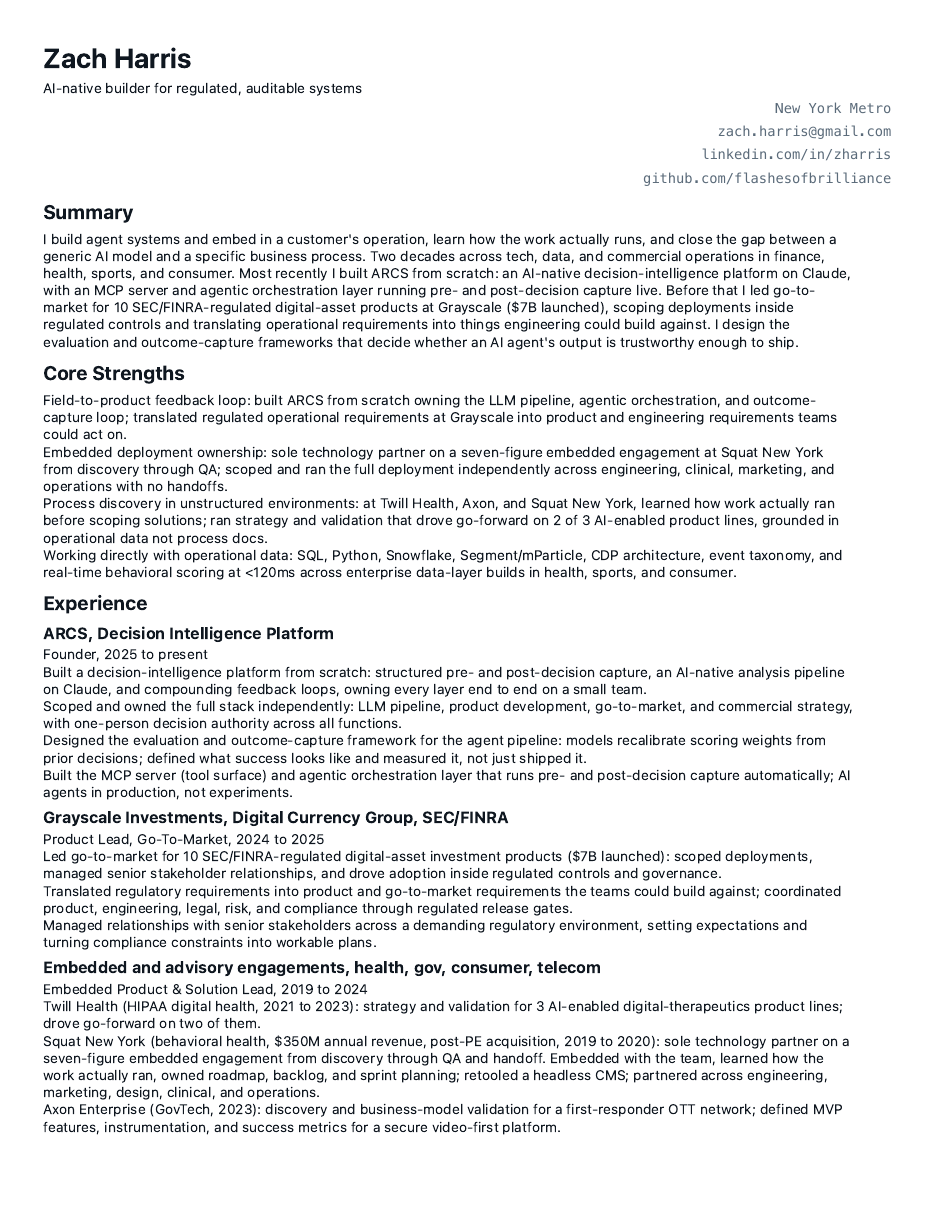 Zach Harris
AI-native builder for regulated, auditable systems
New York Metro
zach.harris@gmail.com
linkedin.com/in/zharris
github.com/flashesofbrilliance
Summary
I build agent systems and embed in a customer's operation, learn how the work actually runs, and close the gap between a
generic AI model and a specific business process. Two decades across tech, data, and commercial operations in finance,
health, sports, and consumer. Most recently I built ARCS from scratch: an AI-native decision-intelligence platform on Claude,
with an MCP server and agentic orchestration layer running pre- and post-decision capture live. Before that I led go-to-
market for 10 SEC/FINRA-regulated digital-asset products at Grayscale ($7B launched), scoping deployments inside
regulated controls and translating operational requirements into things engineering could build against. I design the
evaluation and outcome-capture frameworks that decide whether an AI agent's output is trustworthy enough to ship.
Core Strengths
Field-to-product feedback loop: built ARCS from scratch owning the LLM pipeline, agentic orchestration, and outcome-
capture loop; translated regulated operational requirements at Grayscale into product and engineering requirements teams
could act on.
Embedded deployment ownership: sole technology partner on a seven-figure embedded engagement at Squat New York
from discovery through QA; scoped and ran the full deployment independently across engineering, clinical, marketing, and
operations with no handoffs.
Process discovery in unstructured environments: at Twill Health, Axon, and Squat New York, learned how work actually ran
before scoping solutions; ran strategy and validation that drove go-forward on 2 of 3 AI-enabled product lines, grounded in
operational data not process docs.
Working directly with operational data: SQL, Python, Snowflake, Segment/mParticle, CDP architecture, event taxonomy, and
real-time behavioral scoring at <120ms across enterprise data-layer builds in health, sports, and consumer.
Experience
ARCS, Decision Intelligence Platform
Founder, 2025 to present
Built a decision-intelligence platform from scratch: structured pre- and post-decision capture, an AI-native analysis pipeline
on Claude, and compounding feedback loops, owning every layer end to end on a small team.
Scoped and owned the full stack independently: LLM pipeline, product development, go-to-market, and commercial strategy,
with one-person decision authority across all functions.
Designed the evaluation and outcome-capture framework for the agent pipeline: models recalibrate scoring weights from
prior decisions; defined what success looks like and measured it, not just shipped it.
Built the MCP server (tool surface) and agentic orchestration layer that runs pre- and post-decision capture automatically; AI
agents in production, not experiments.
Grayscale Investments, Digital Currency Group, SEC/FINRA
Product Lead, Go-To-Market, 2024 to 2025
Led go-to-market for 10 SEC/FINRA-regulated digital-asset investment products ($7B launched): scoped deployments,
managed senior stakeholder relationships, and drove adoption inside regulated controls and governance.
Translated regulatory requirements into product and go-to-market requirements the teams could build against; coordinated
product, engineering, legal, risk, and compliance through regulated release gates.
Managed relationships with senior stakeholders across a demanding regulatory environment, setting expectations and
turning compliance constraints into workable plans.
Embedded and advisory engagements, health, gov, consumer, telecom
Embedded Product & Solution Lead, 2019 to 2024
Twill Health (HIPAA digital health, 2021 to 2023): strategy and validation for 3 AI-enabled digital-therapeutics product lines;
drove go-forward on two of them.
Squat New York (behavioral health, $350M annual revenue, post-PE acquisition, 2019 to 2020): sole technology partner on a
seven-figure embedded engagement from discovery through QA and handoff. Embedded with the team, learned how the
work actually ran, owned roadmap, backlog, and sprint planning; retooled a headless CMS; partnered across engineering,
marketing, design, clinical, and operations.
Axon Enterprise (GovTech, 2023): discovery and business-model validation for a first-responder OTT network; defined MVP
features, instrumentation, and success metrics for a secure video-first platform.